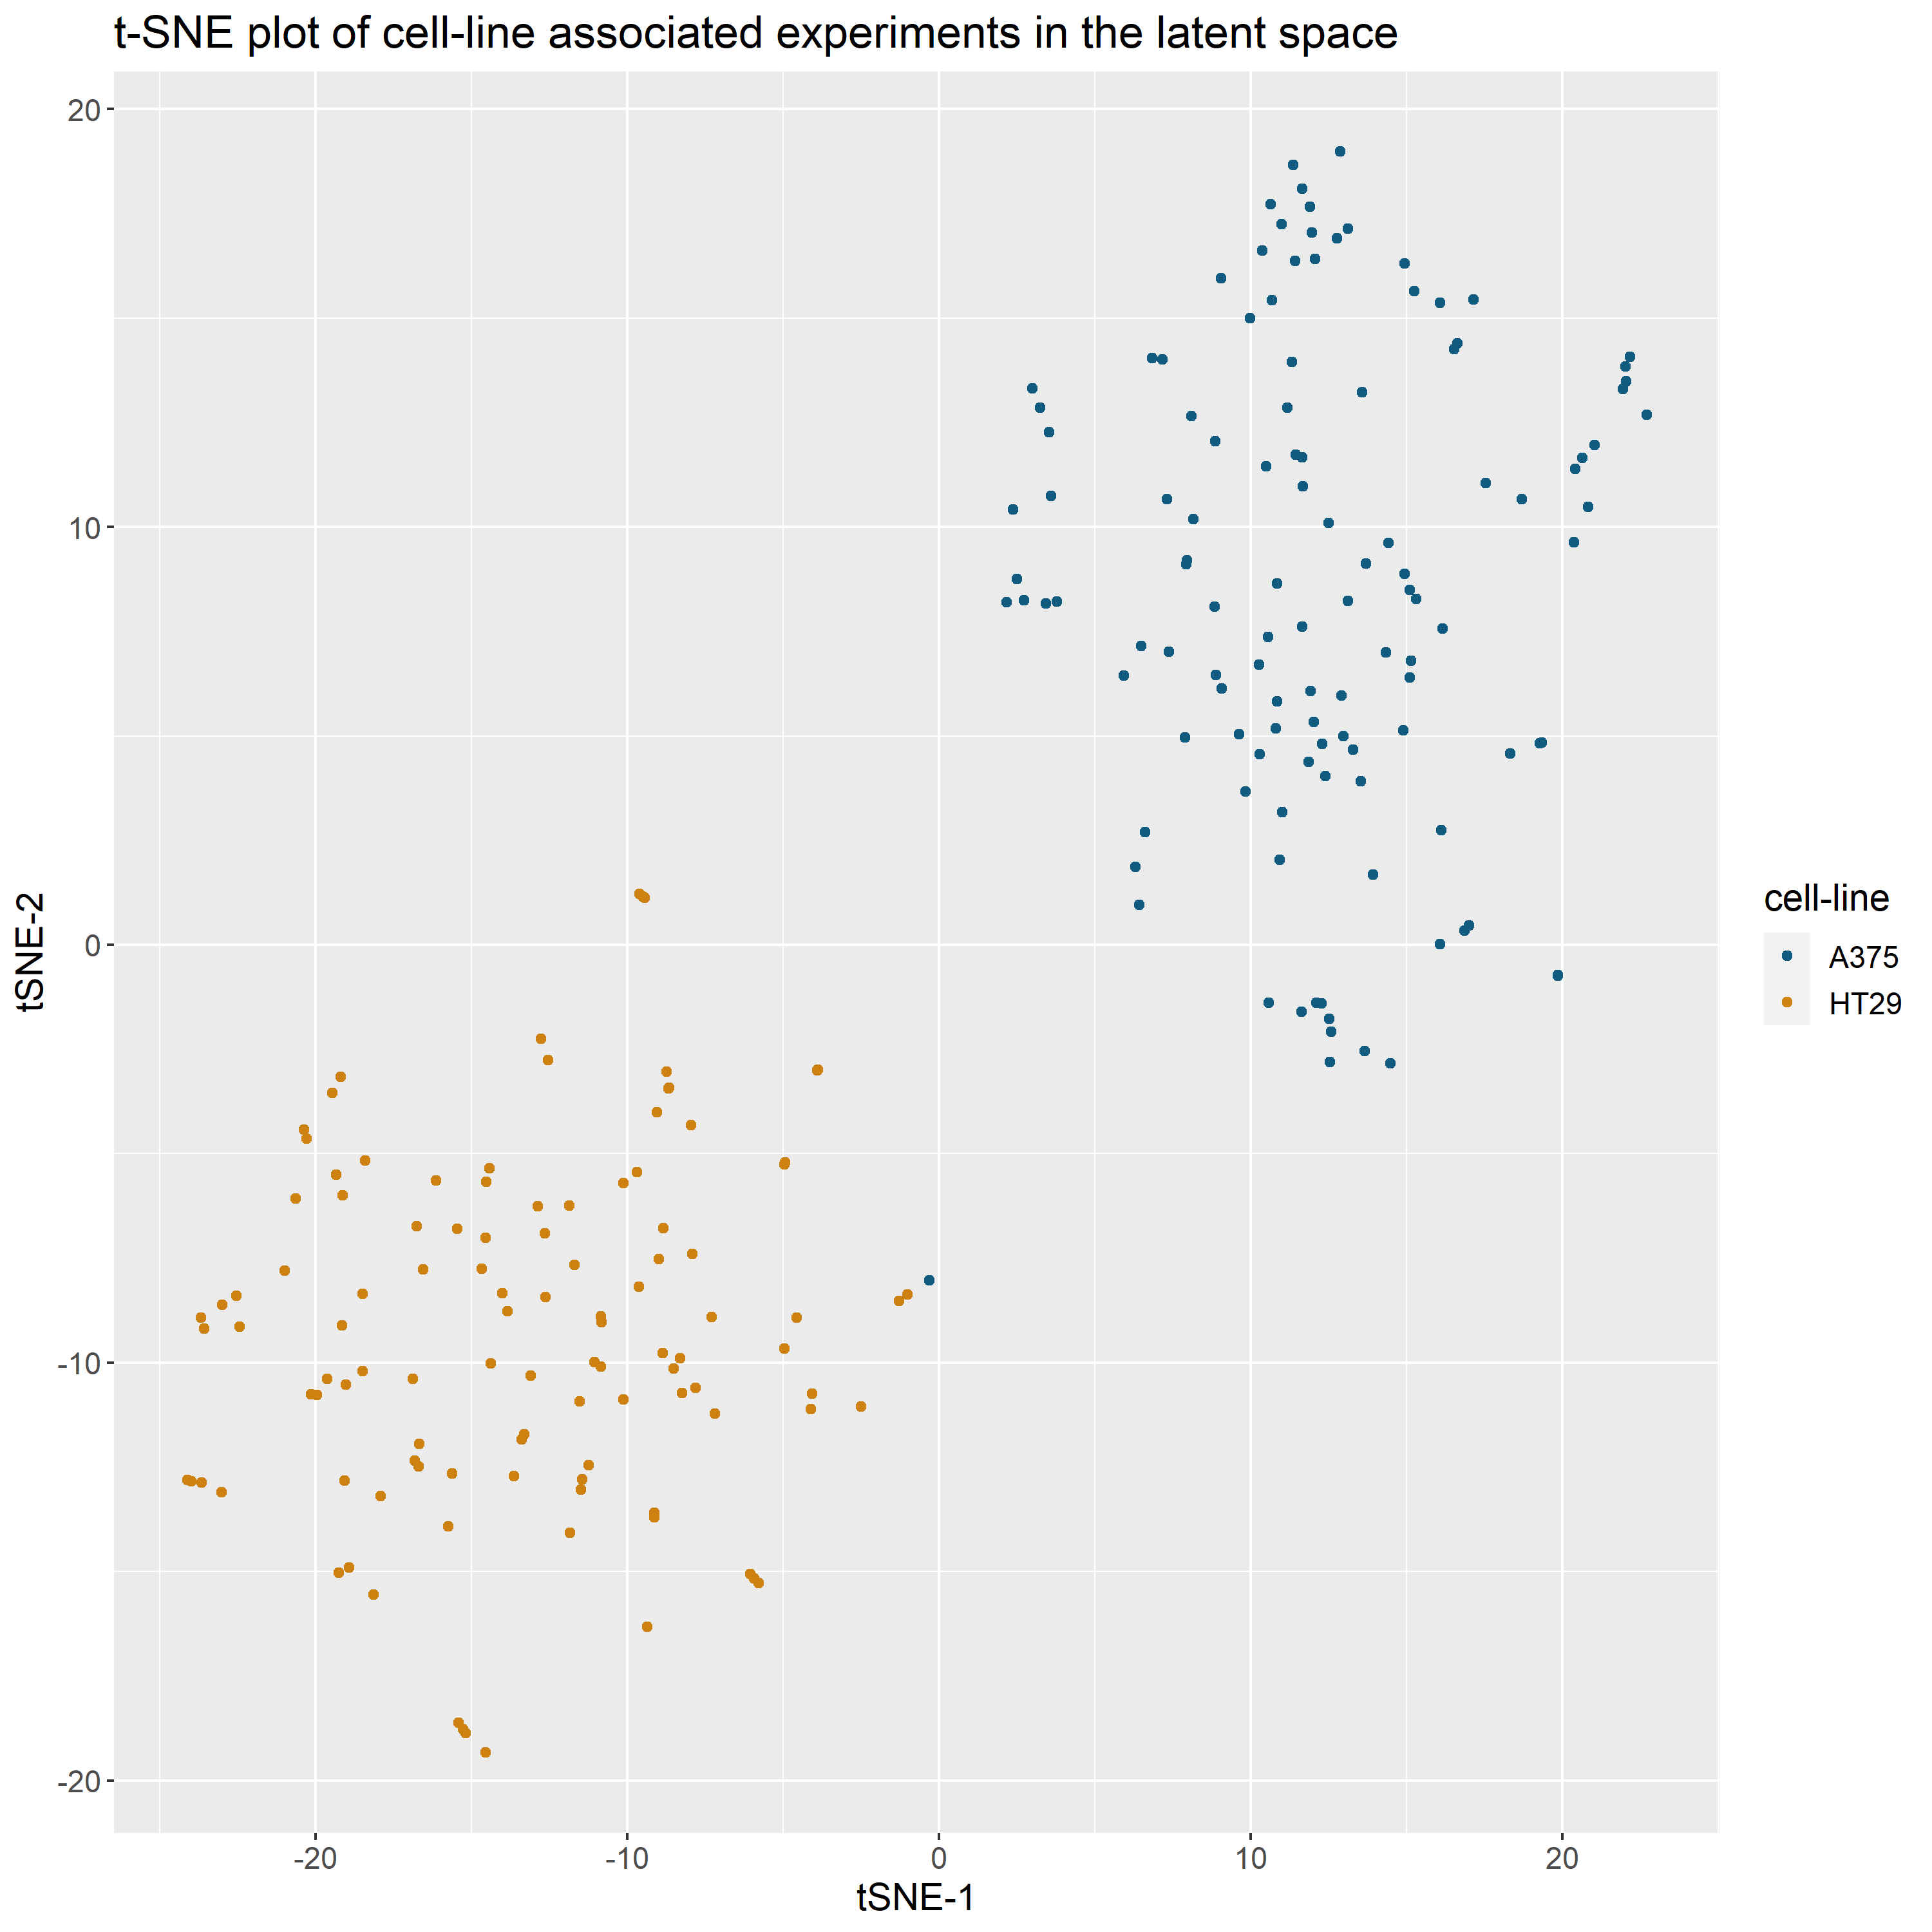 t-SNE plot of cell-line associated experiments in the latent space
20
10
0
-10
-20
tSNE-2
-20
-10
0
10
20
tSNE-1
cell-line
A375
HT29